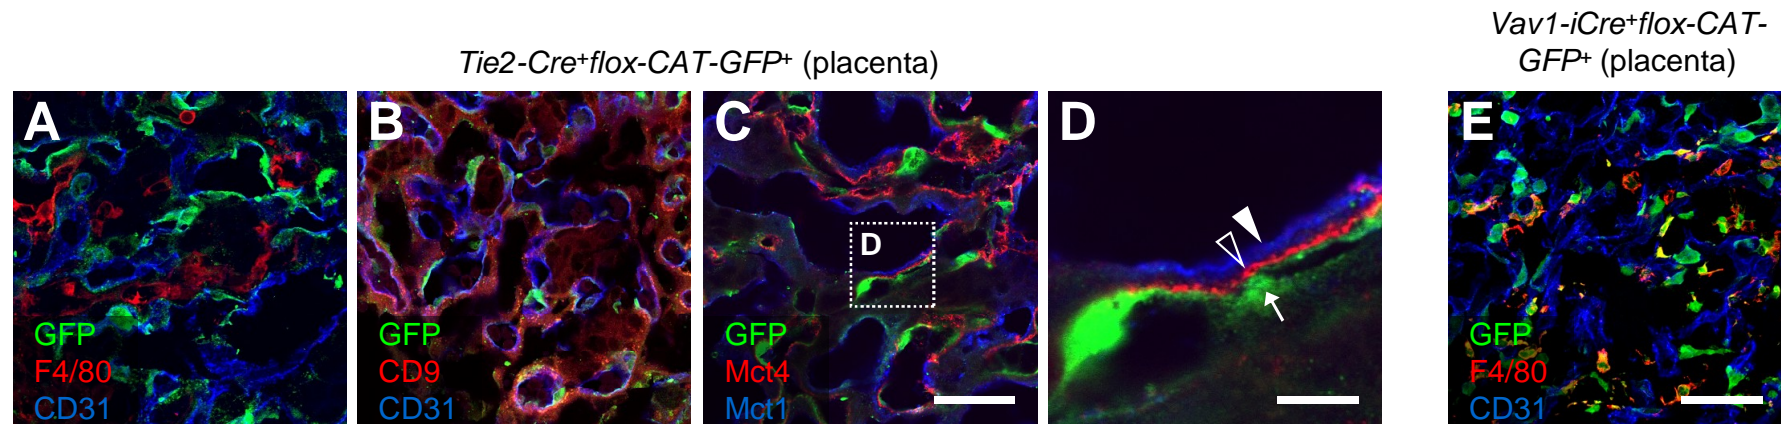 Tie2-Cre⁺flox-CAT-GFP⁺ (placenta)
Vav1-iCre⁺flox-CAT-
GFP⁺ (placenta)
A
GFP
F4/80
CD31
B
GFP
CD9
CD31
C
D
GFP
Mct4
Mct1
D
E
GFP
F4/80
CD31